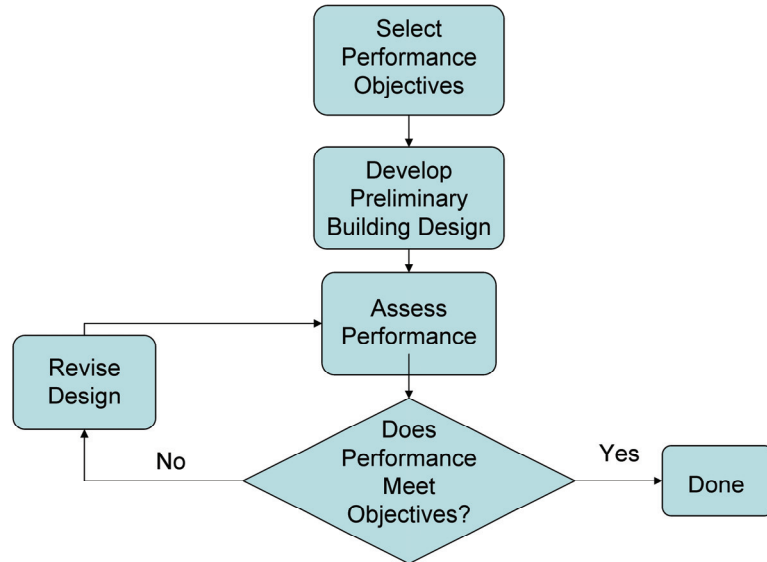 Select
Performance
Objectives
Develop
Preliminary
Building Design
Assess
Performance
Revise
Design
Does
Performance
Meet
Objectives?
No
Yes
Done